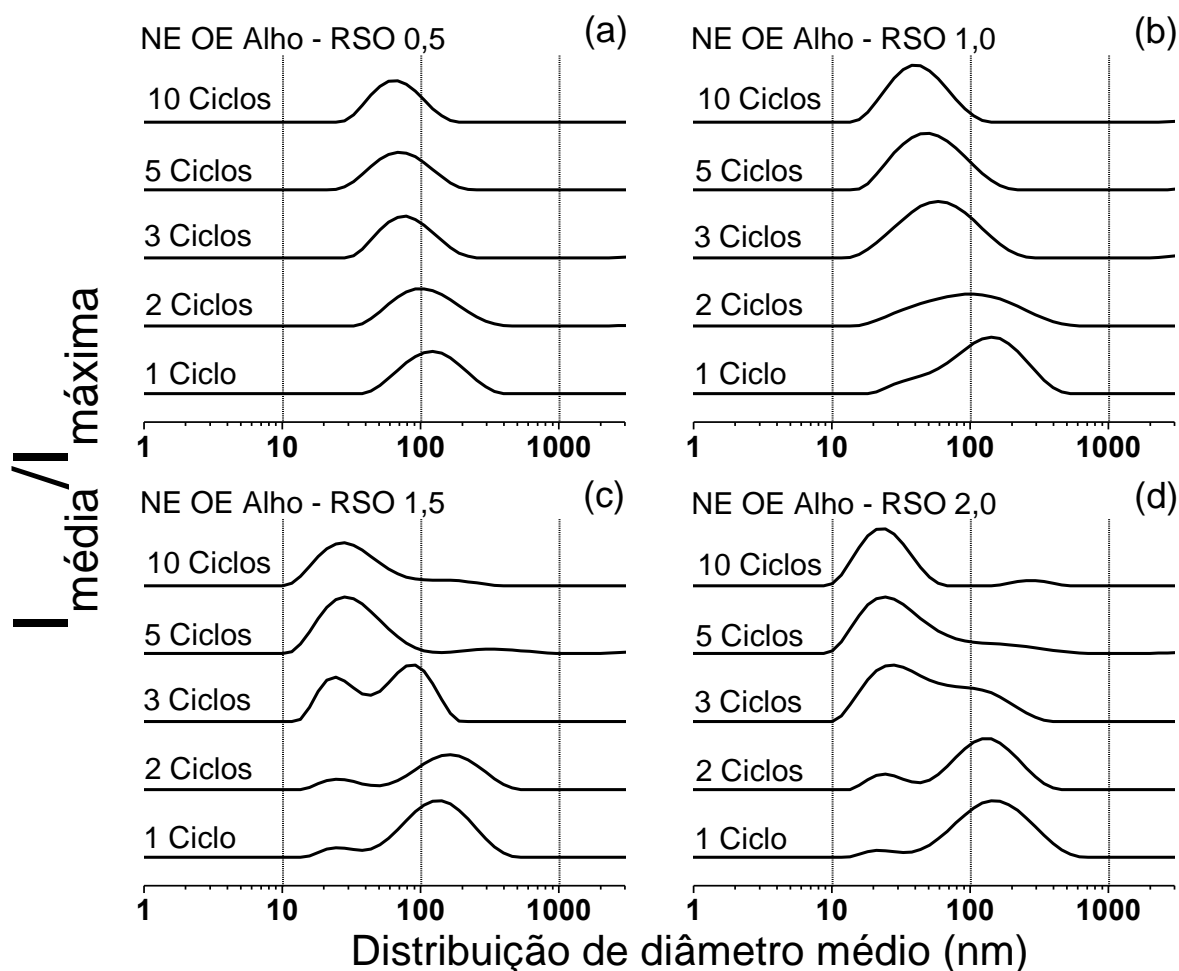 NE OE Alho - RSO 0,5 (a)
10 Ciclos
5 Ciclos
3 Ciclos
2 Ciclos
1 Ciclo
1 10 100 1000
NE OE Alho - RSO 1,0 (b)
10 Ciclos
5 Ciclos
3 Ciclos
2 Ciclos
1 Ciclo
1 10 100 1000
NE OE Alho - RSO 1,5 (c)
10 Ciclos
5 Ciclos
3 Ciclos
2 Ciclos
1 Ciclo
1 10 100 1000
NE OE Alho - RSO 2,0 (d)
10 Ciclos
5 Ciclos
3 Ciclos
2 Ciclos
1 Ciclo
1 10 100 1000
I média /I máxima
Distribuição de diâmetro médio (nm)